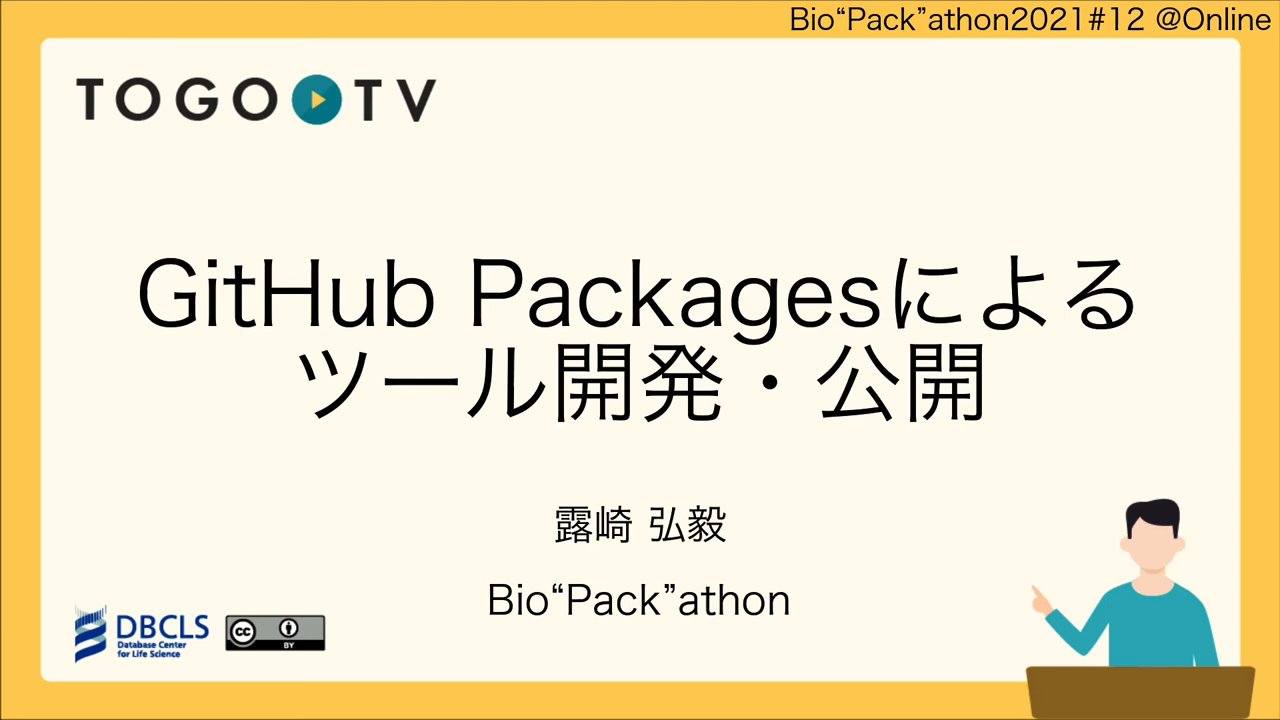 Bio“Pack”athon2021#12 @Online
TOGO TV
GitHub Packagesによる
ツール開発・公開
露崎 弘毅
Bio“Pack”athon
DBCLS
Database Center
for Life Science
cc
BY